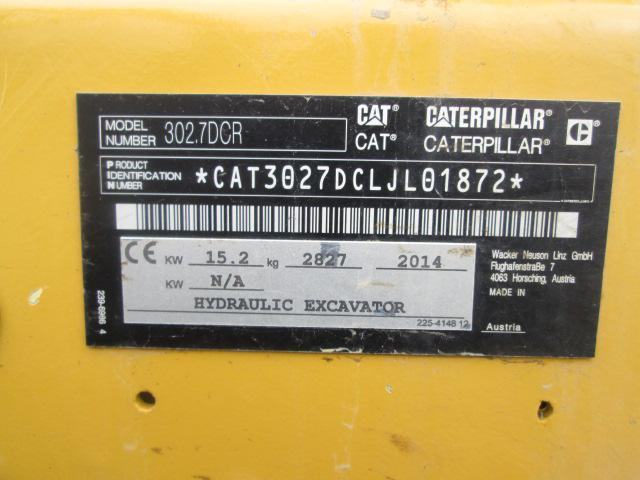 MODEL NUMBER 302.7DCR
CAT® CATERPILLAR®
CAT® CATERPILLAR®
PRODUCT IDENTIFICATION NUMBER *CAT3027DCLJL01872*
CE KW 15.2 kg 2827 2014
KW N/A
HYDRAULIC EXCAVATOR
225-4148 12
Wacker Neuson Linz GmbH
Flughafenstraße 7
4063 Horsching, Austria
MADE IN
Austria
239-6986 4